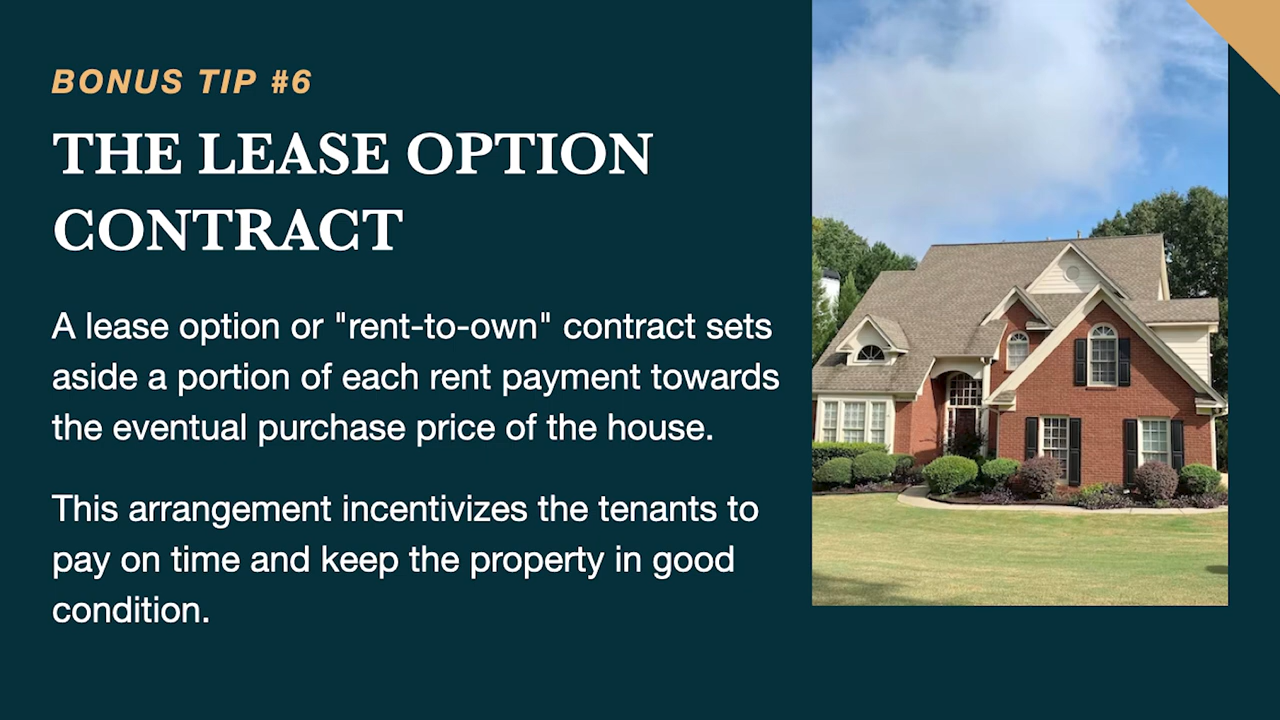 BONUS TIP #6
THE LEASE OPTION
CONTRACT
A lease option or "rent-to-own" contract sets
aside a portion of each rent payment towards
the eventual purchase price of the house.
This arrangement incentivizes the tenants to
pay on time and keep the property in good
condition.